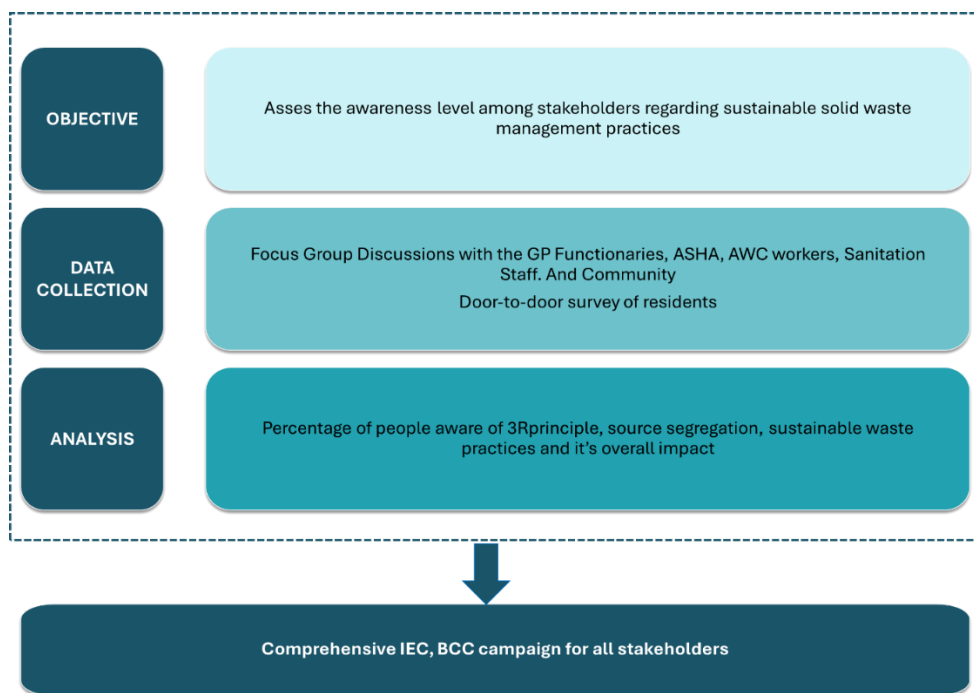 OBJECTIVE
Asses the awareness level among stakeholders regarding sustainable solid waste
management practices
DATA
COLLECTION
Focus Group Discussions with the GP Functionaries, ASHA, AWC workers, Sanitation
Staff. And Community
Door-to-door survey of residents
ANALYSIS
Percentage of people aware of 3Rprinciple, source segregation, sustainable waste
practices and it's overall impact
Comprehensive IEC, BCC campaign for all stakeholders